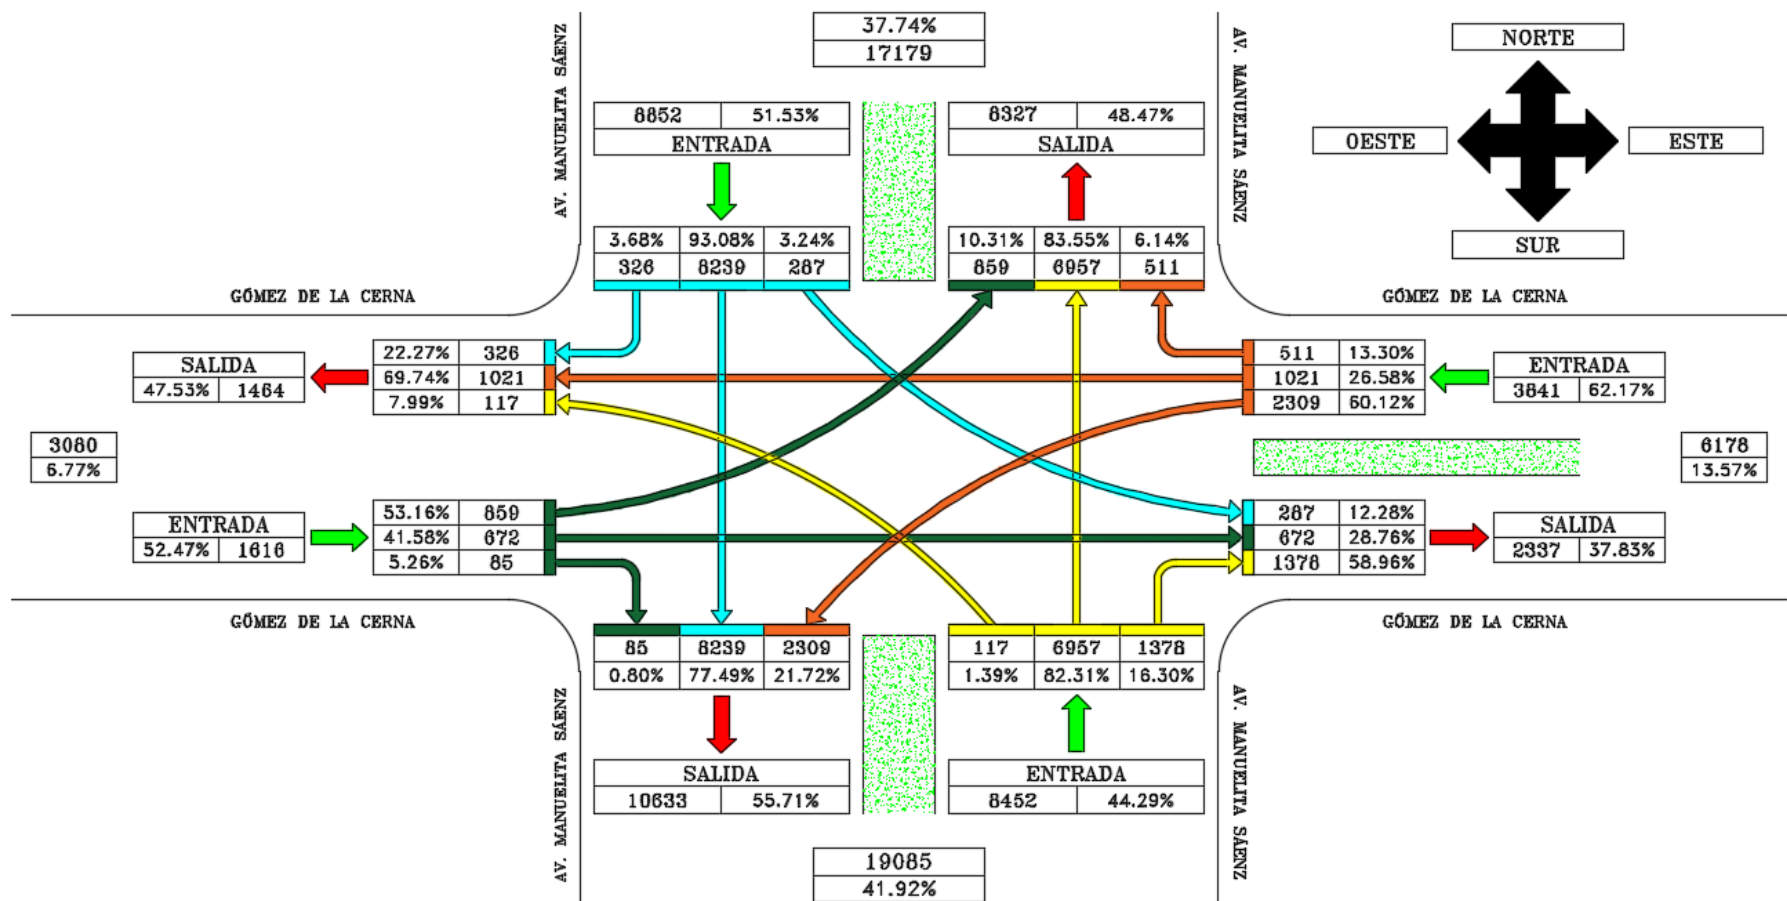 37.74%
17179
NORTE
OESTE
ESTE
SUR
AV. MANUELITA SÁENZ
AV. MANUELITA SÁENZ
8852 51.53%
ENTRADA
8327 48.47%
SALIDA
3.68% 93.08% 3.24%
326 8239 287
10.31% 83.55% 6.14%
859 6957 511
GÓMEZ DE LA CERNA
GÓMEZ DE LA CERNA
SALIDA
47.53% 1464
22.27% 326
69.74% 1021
7.99% 117
511 13.30%
1021 26.58%
2309 60.12%
ENTRADA
3841 62.17%
3080
6.77%
6178
13.57%
ENTRADA
52.47% 1616
53.16% 859
41.58% 672
5.26% 85
287 12.28%
672 28.76%
1378 58.96%
SALIDA
2337 37.83%
GÓMEZ DE LA CERNA
GÓMEZ DE LA CERNA
85 8239 2309
0.80% 77.49% 21.72%
117 6957 1378
1.39% 82.31% 16.30%
AV. MANUELITA SÁENZ
AV. MANUELITA SÁENZ
SALIDA
10633 55.71%
ENTRADA
8452 44.29%
19085
41.92%